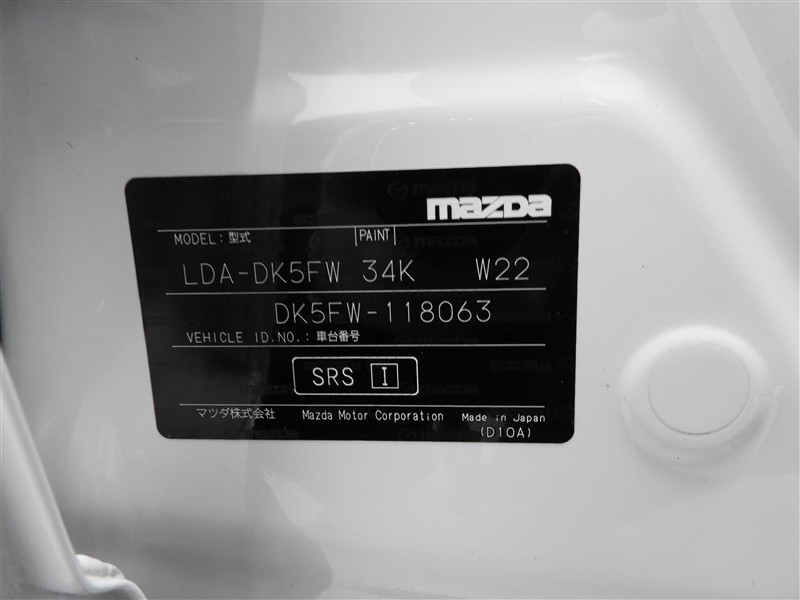 mazda
MODEL:型式 |PAINT|
LDA-DK5FW 34K W22
DK5FW-118063
VEHICLE ID.NO.:車台番号
SRS I
マツダ株式会社 Mazda Motor Corporation Made in Japan
(D10A)